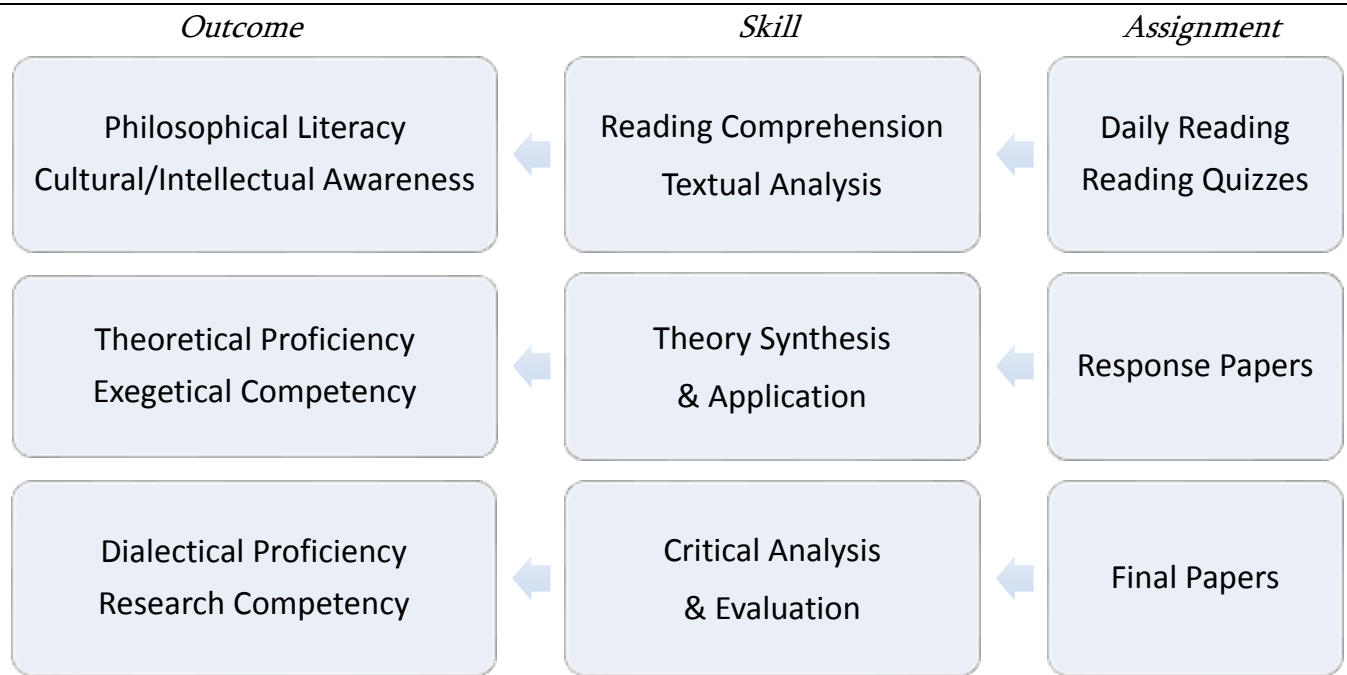 Outcome Skill Assignment
Philosophical Literacy
Cultural/Intellectual Awareness
Reading Comprehension
Textual Analysis
Daily Reading
Reading Quizzes
Theoretical Proficiency
Exegetical Competency
Theory Synthesis
& Application
Response Papers
Dialectical Proficiency
Research Competency
Critical Analysis
& Evaluation
Final Papers